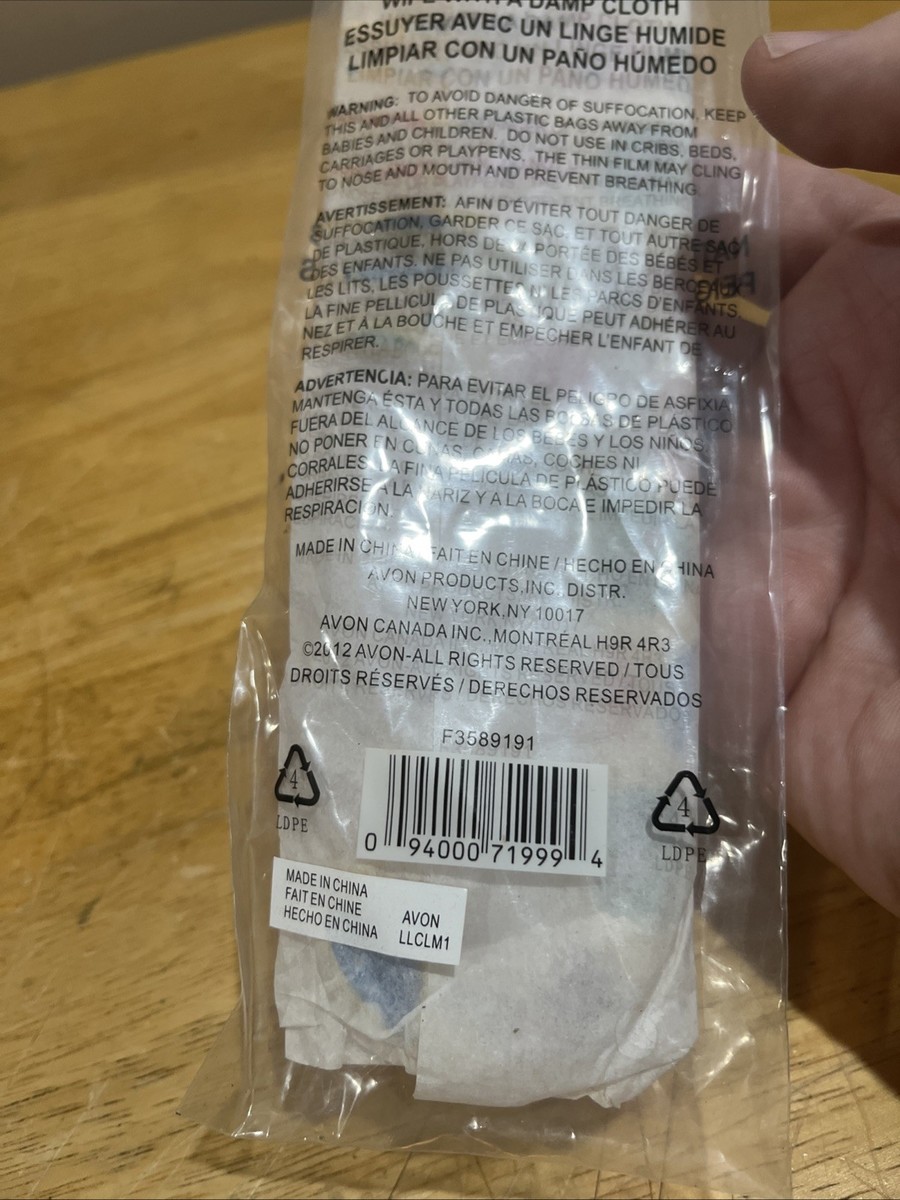 WIPE WITH A DAMP CLOTH
ESSUYER AVEC UN LINGE HUMIDE
LIMPIAR CON UN PAÑO HÚMEDO
WARNING: TO AVOID DANGER OF SUFFOCATION, KEEP
THIS AND ALL OTHER PLASTIC BAGS AWAY FROM
BABIES AND CHILDREN. DO NOT USE IN CRIBS, BEDS,
CARRIAGES OR PLAYPENS. THE THIN FILM MAY CLING
TO NOSE AND MOUTH AND PREVENT BREATHING.
AVERTISSEMENT: AFIN D'ÉVITER TOUT DANGER DE
SUFFOCATION, GARDER CE SAC, ET TOUT AUTRE SAC
DE PLASTIQUE, HORS DE LA PORTÉE DES BÉBÉS ET
DES ENFANTS. NE PAS UTILISER DANS LES BERCEAUX,
LES LITS, LES POUSSETTES NI LES PARCS D'ENFANTS.
LA FINE PELLICULE DE PLASTIQUE PEUT ADHÉRER AU
NEZ ET À LA BOUCHE ET EMPÊCHER L'ENFANT DE
RESPIRER.
ADVERTENCIA: PARA EVITAR EL PELIGRO DE ASFIXIA,
MANTENGA ÉSTA Y TODAS LAS BOLSAS DE PLÁSTICO
FUERA DEL ALCANCE DE LOS BEBÉS Y LOS NIÑOS.
NO PONER EN CUNAS, CAMAS, COCHES NI
CORRALES. LA FINA PELÍCULA DE PLÁSTICO PUEDE
ADHERIRSE A LA NARIZ Y A LA BOCA E IMPEDIR LA
RESPIRACIÓN.
MADE IN CHINA / FAIT EN CHINE / HECHO EN CHINA
AVON PRODUCTS,INC. DISTR.
NEW YORK,NY 10017
AVON CANADA INC.,MONTRÉAL H9R 4R3
©2012 AVON-ALL RIGHTS RESERVED / TOUS
DROITS RÉSERVÉS / DERECHOS RESERVADOS
F3589191
4
LDPE
0 94000 71999 4
4
LDPE
MADE IN CHINA
FAIT EN CHINE
HECHO EN CHINA
AVON
LLCLM1